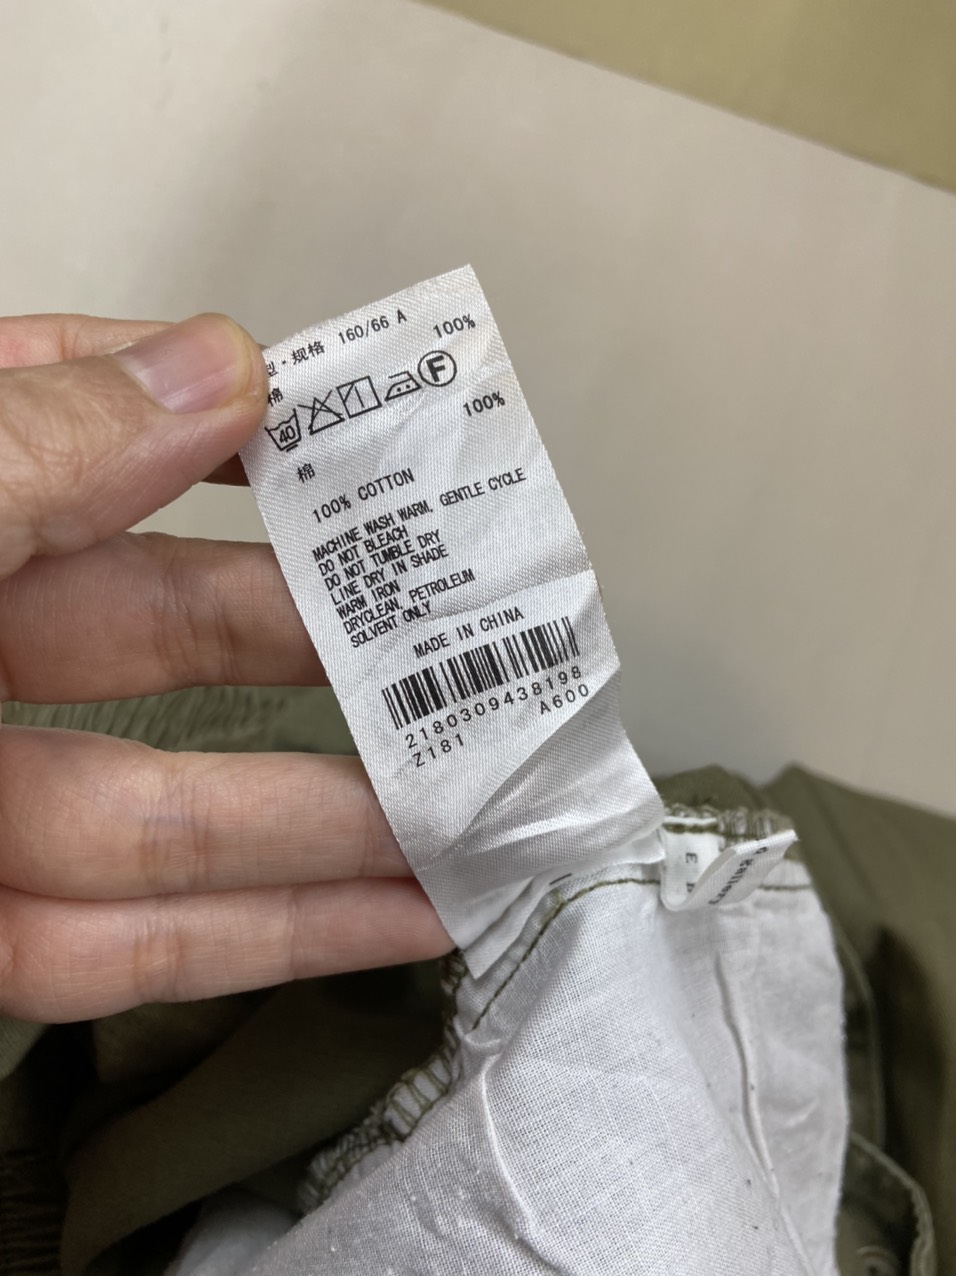 型·规格 160/66 A
棉 100%
40 F
棉 100%
100% COTTON
MACHINE WASH WARM, GENTLE CYCLE
DO NOT BLEACH
DO NOT TUMBLE DRY
LINE DRY IN SHADE
WARM IRON
DRYCLEAN, PETROLEUM
SOLVENT ONLY
MADE IN CHINA
2180309438198
Z181 A600
E